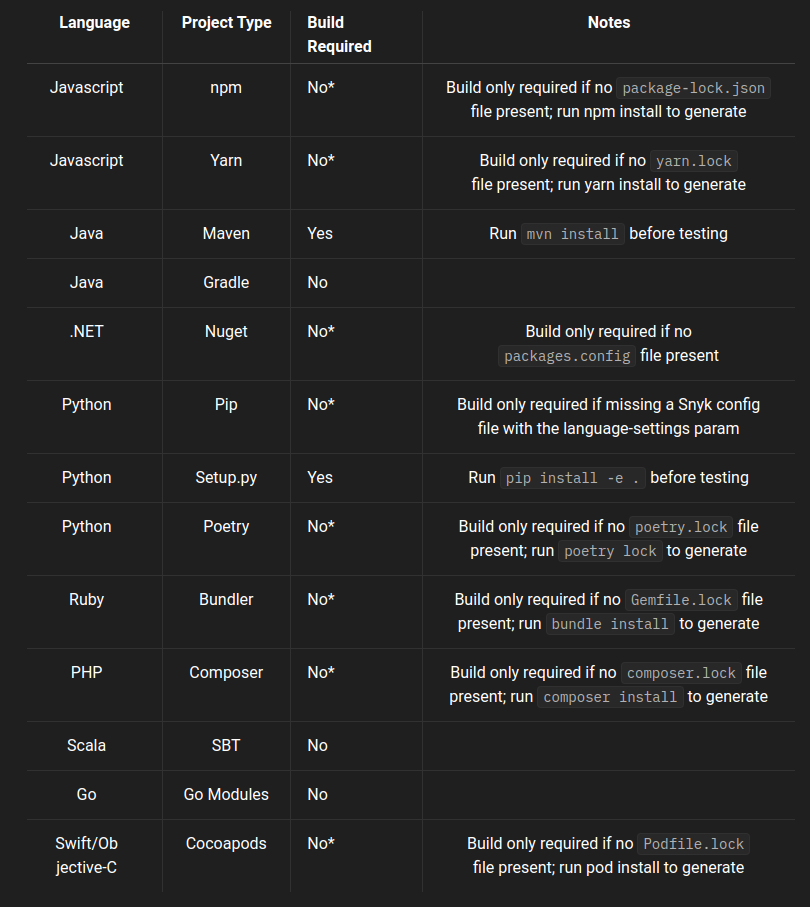 Language Project Type Build Required Notes
Javascript npm No* Build only required if no package-lock.json
file present; run npm install to generate
Javascript Yarn No* Build only required if no yarn.lock
file present; run yarn install to generate
Java Maven Yes Run mvn install before testing
Java Gradle No
.NET Nuget No* Build only required if no
packages.config file present
Python Pip No* Build only required if missing a Snyk config
file with the language-settings param
Python Setup.py Yes Run pip install -e . before testing
Python Poetry No* Build only required if no poetry.lock file
present; run poetry lock to generate
Ruby Bundler No* Build only required if no Gemfile.lock file
present; run bundle install to generate
PHP Composer No* Build only required if no composer.lock file
present; run composer install to generate
Scala SBT No
Go Go Modules No
Swift/Ob Cocoapods No* Build only required if no Podfile.lock
jective-C file present; run pod install to generate